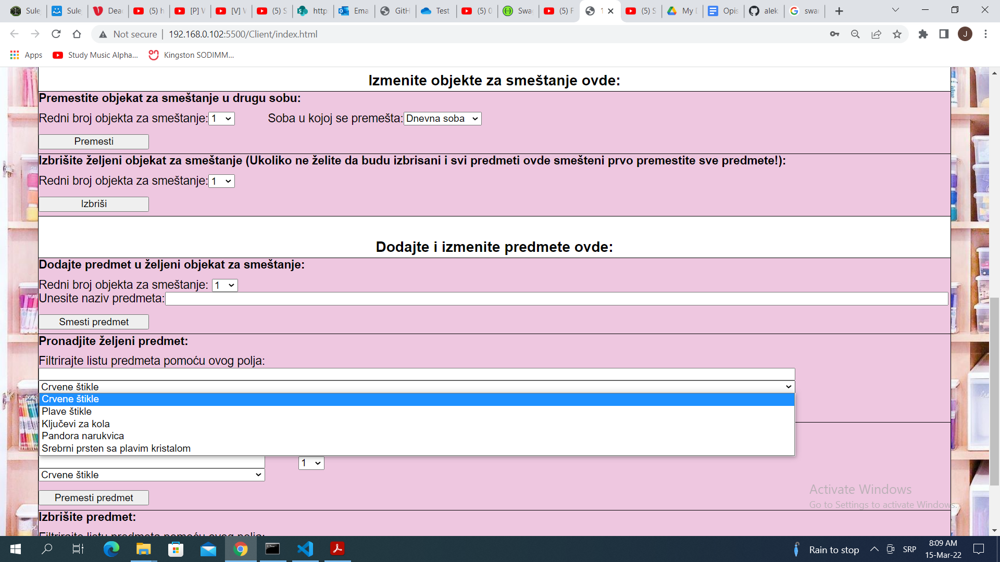 Sule
Sule
Dead
(5) h
[P] V
[V] V
(5) S
http
Ema
GitH
Test
(5) 0
Swa
(5) F
1
(5) S
My D
Opis
alek
swa
Not secure
192.168.0.102:5500/Client/index.html
J
Apps
Study Music Alpha...
Kingston SODIMM...
Izmenite objekte za smeštanje ovde:
Premestite objekat za smeštanje u drugu sobu:
Redni broj objekta za smeštanje: 1 Soba u kojoj se premešta: Dnevna soba
Premesti
Izbrišite željeni objekat za smeštanje (Ukoliko ne želite da budu izbrisani i svi predmeti ovde smešteni prvo premestite sve predmete!):
Redni broj objekta za smeštanje: 1
Izbriši
Dodajte i izmenite predmete ovde:
Dodajte predmet u željeni objekat za smeštanje:
Redni broj objekta za smeštanje: 1
Unesite naziv predmeta:
Smesti predmet
Pronadjite željeni predmet:
Filtrirajte listu predmeta pomoću ovog polja:
Crvene štikle
Crvene štikle
Plave štikle
Ključevi za kola
Pandora narukvica
Srebrni prsten sa plavim kristalom
1
Crvene štikle
Premesti predmet
Izbrišite predmet:
Filtrirajte listu predmeta pomoću ovog polja:
Activate Windows
Go to Settings to activate Windows.
Rain to stop
SRP
8:09 AM
15-Mar-22